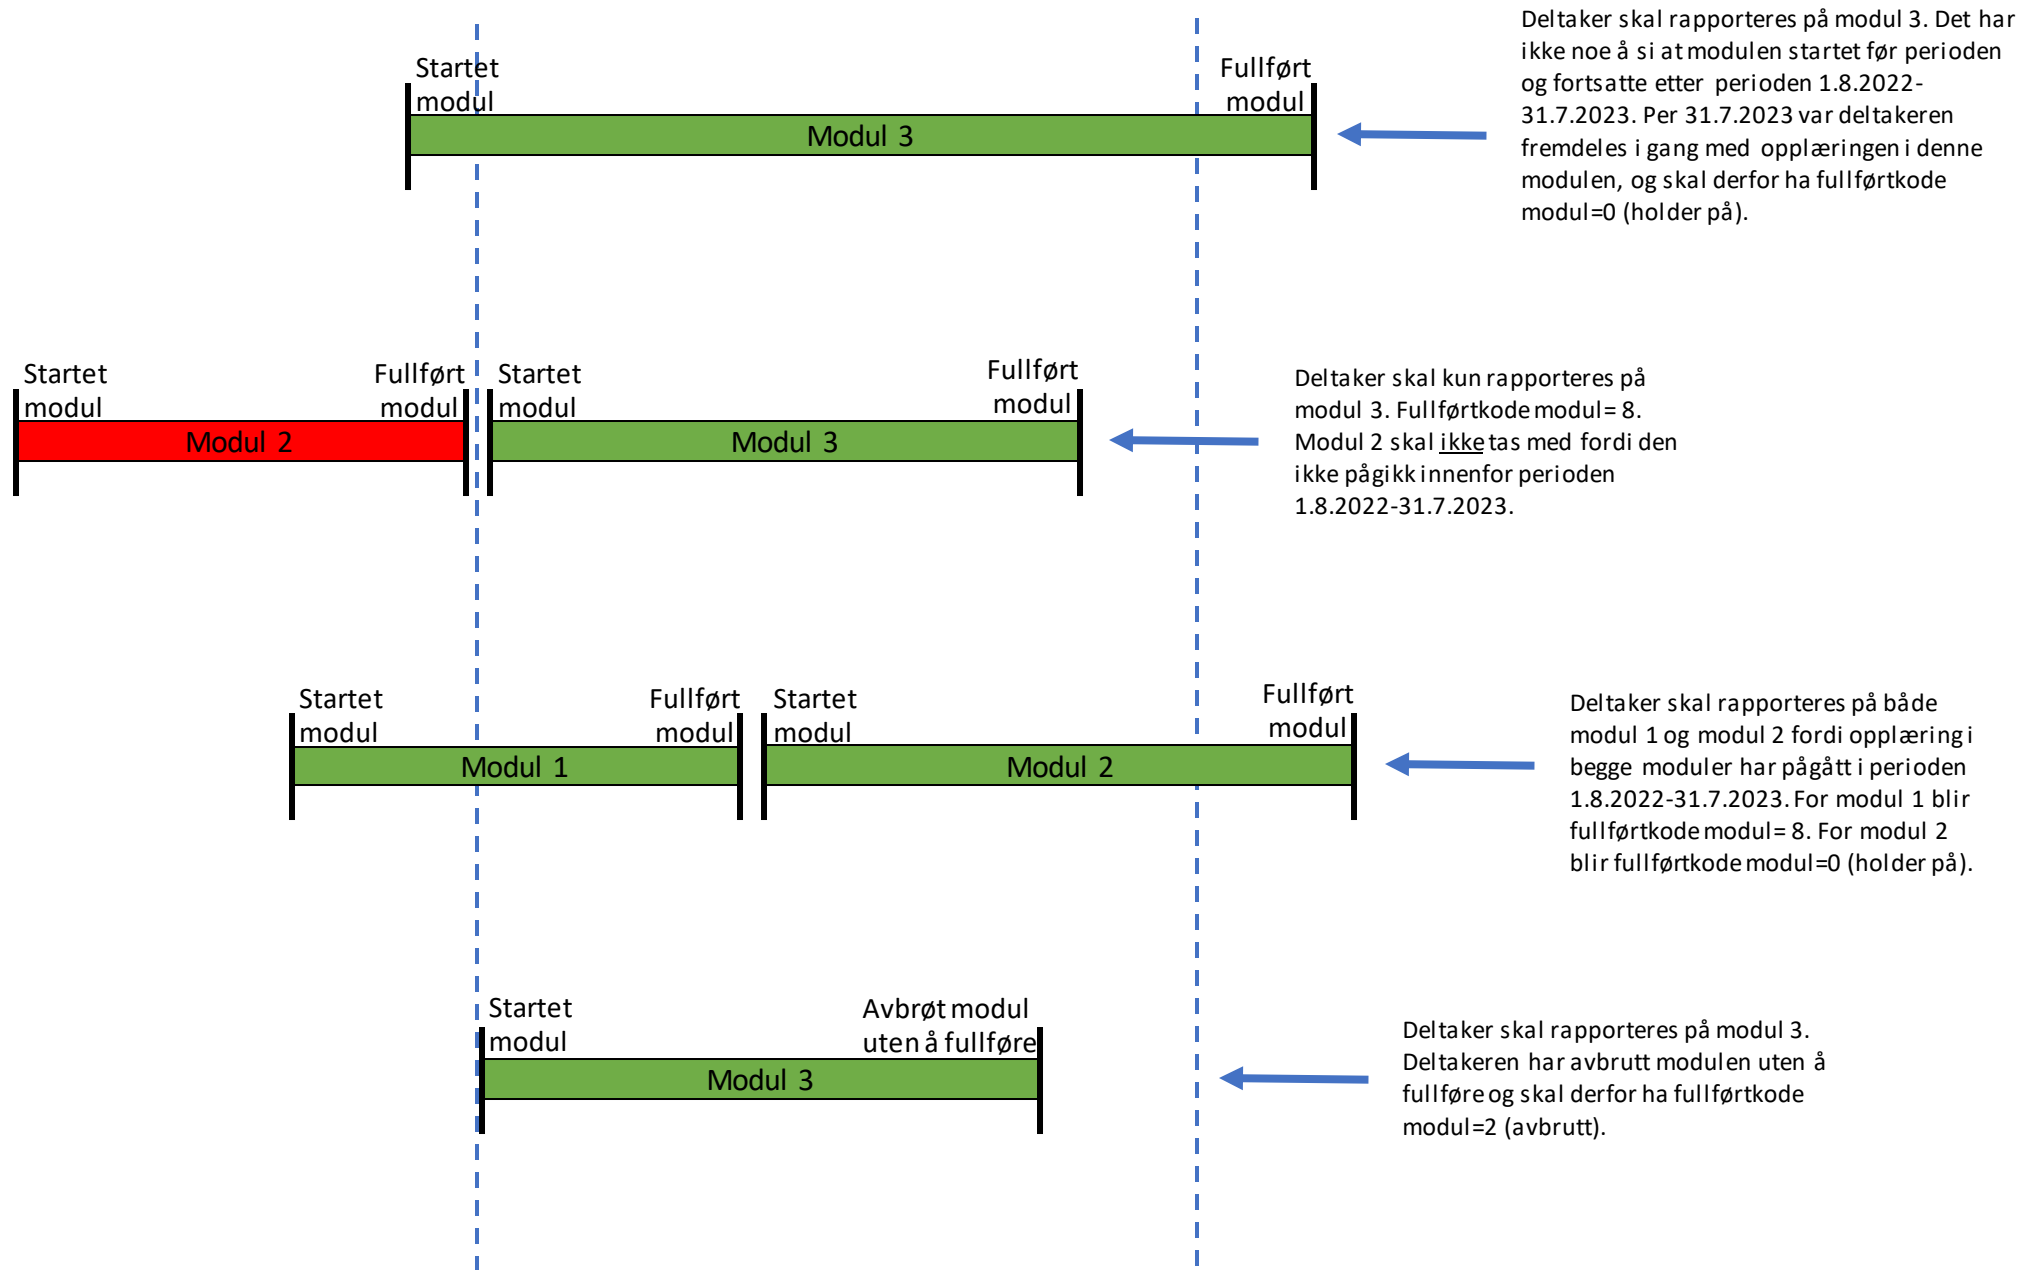 Startet
modul
Fullført
modul
Modul 3
Deltaker skal rapporteres på modul 3. Det har
ikke noe å si at modulen startet før perioden
og fortsatte etter perioden 1.8.2022-
31.7.2023. Per 31.7.2023 var deltakeren
fremdeles i gang med opplæringen i denne
modulen, og skal derfor ha fullførtkode
modul=0 (holder på).
Startet
modul
Fullført
modul
Modul 2
Startet
modul
Fullført
modul
Modul 3
Deltaker skal kun rapporteres på
modul 3. Fullførtkode modul= 8.
Modul 2 skal ikke tas med fordi den
ikke pågikk innenfor perioden
1.8.2022-31.7.2023.
Startet
modul
Fullført
modul
Modul 1
Startet
modul
Fullført
modul
Modul 2
Deltaker skal rapporteres på både
modul 1 og modul 2 fordi opplæring i
begge moduler har pågått i perioden
1.8.2022-31.7.2023. For modul 1 blir
fullførtkode modul= 8. For modul 2
blir fullførtkode modul=0 (holder på).
Startet
modul
Avbrøt modul
uten å fullføre
Modul 3
Deltaker skal rapporteres på modul 3.
Deltakeren har avbrutt modulen uten å
fullføre og skal derfor ha fullførtkode
modul=2 (avbrutt).